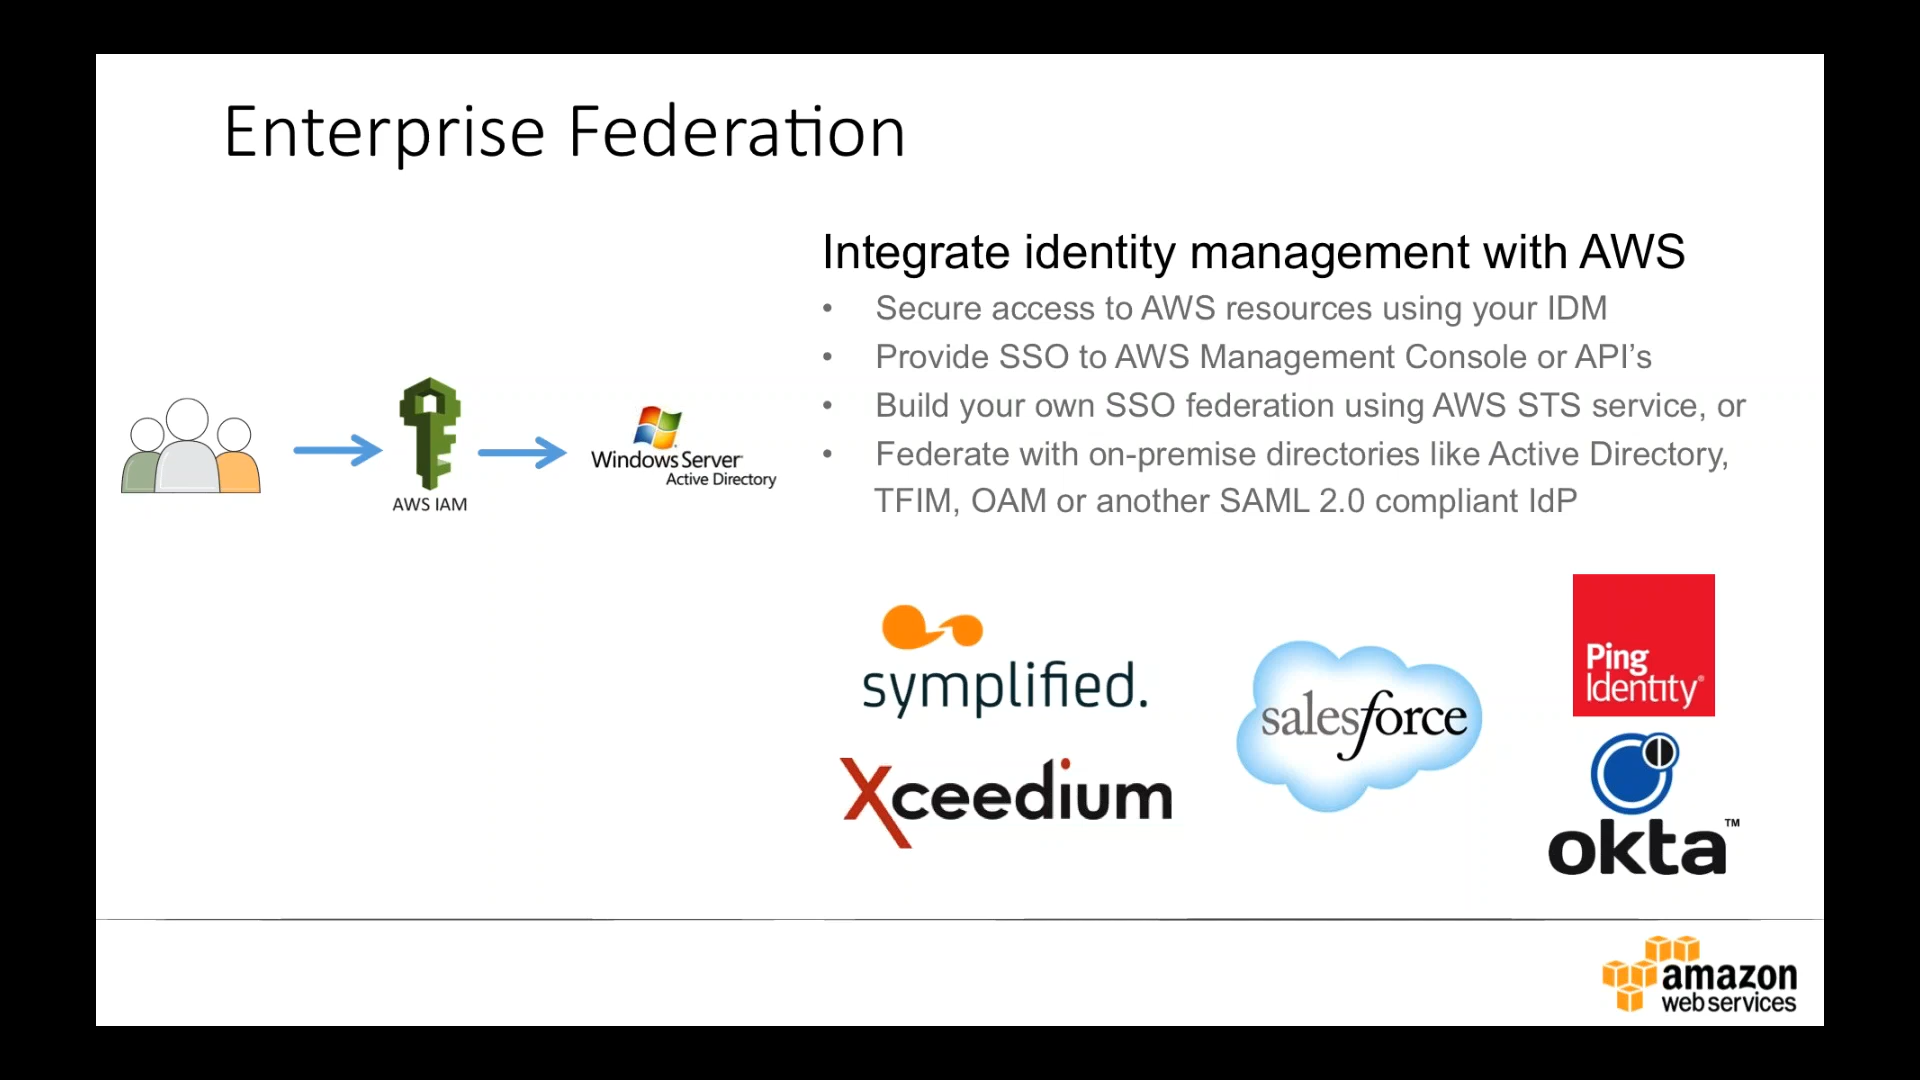 Enterprise Federation
Integrate identity management with AWS
• Secure access to AWS resources using your IDM
• Provide SSO to AWS Management Console or API’s
• Build your own SSO federation using AWS STS service, or
• Federate with on-premise directories like Active Directory,
TFIM, OAM or another SAML 2.0 compliant IdP
AWS IAM
Windows Server
Active Directory
symplified.
Xceedium
salesforce
Ping
Identity®
okta™
amazon
web services